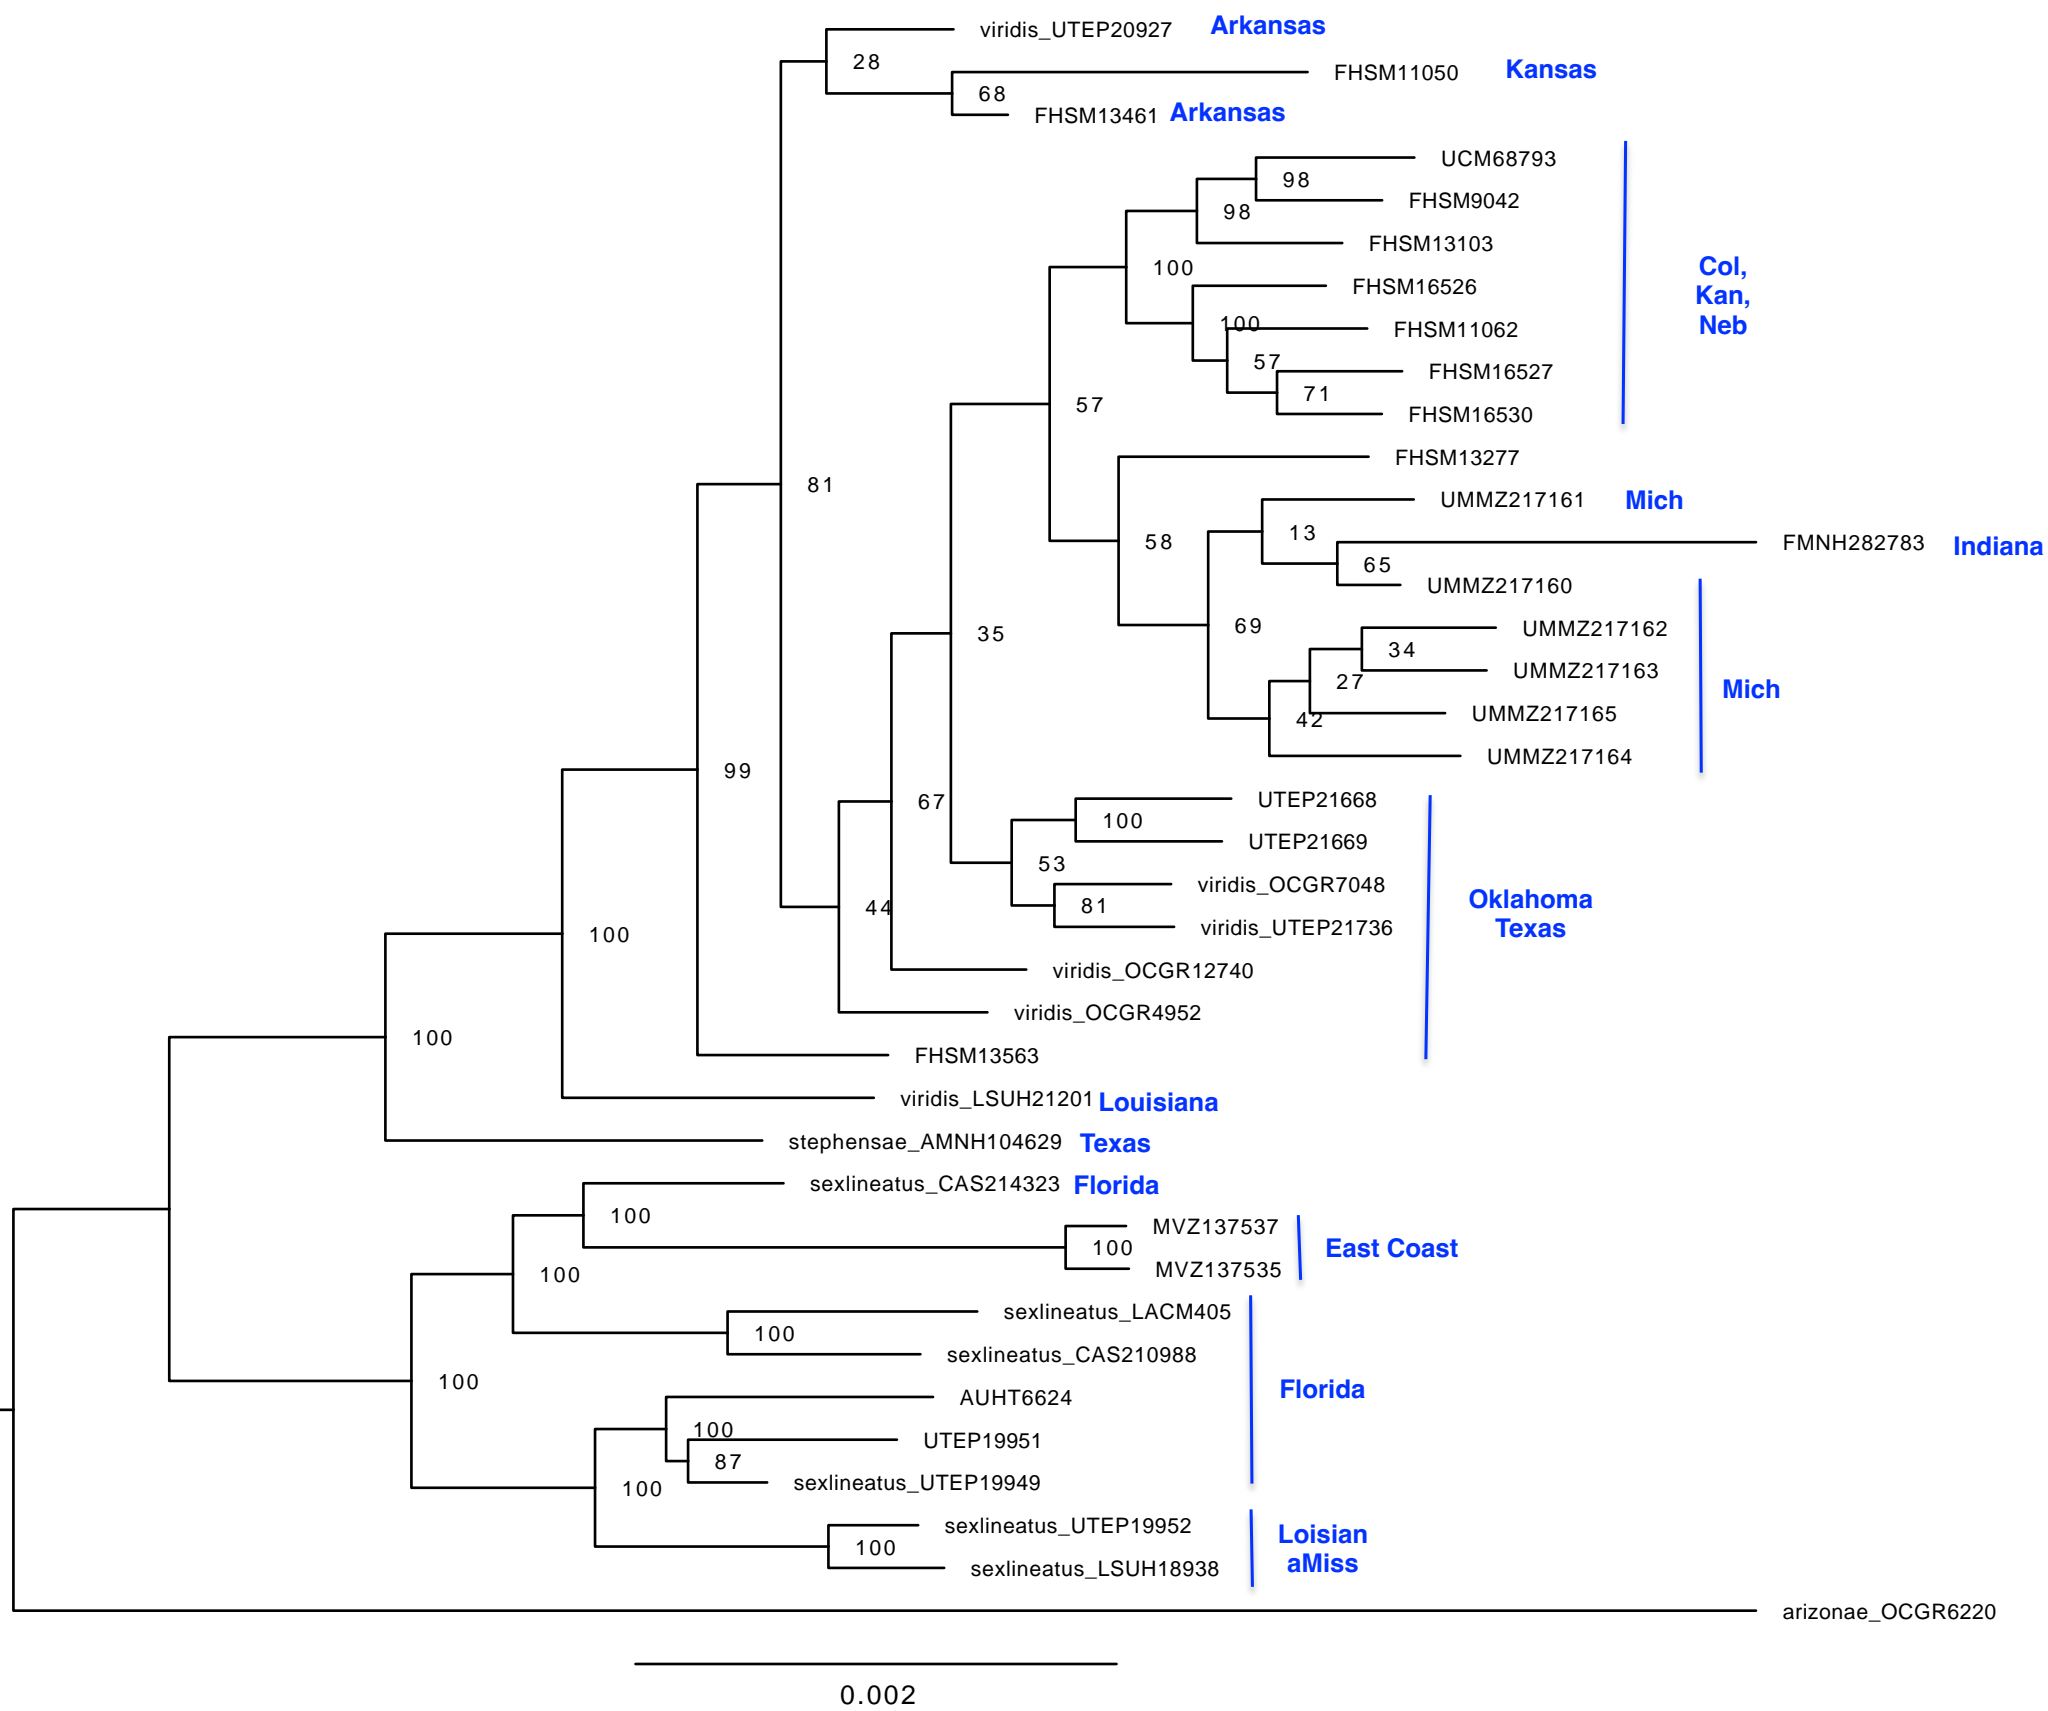 viridis_UTEP20927 Arkansas
28
FHSM11050 Kansas
68
FHSM13461 Arkansas
UCM68793
98
FHSM9042
98
FHSM13103
100
Col,
Kan,
Neb
FHSM16526
100
FHSM11062
57
FHSM16527
71
57
FHSM16530
FHSM13277
81
UMMZ217161 Mich
13
58
FMNH282783 Indiana
65
UMMZ217160
69
35
UMMZ217162
34
UMMZ217163
27
Mich
UMMZ217165
42
UMMZ217164
99
67
UTEP21668
100
UTEP21669
53
viridis_OCGR7048
Oklahoma
Texas
81
44
viridis_UTEP21736
100
viridis_OCGR12740
viridis_OCGR4952
100
FHSM13563
viridis_LSUH21201 Louisiana
stephensae_AMNH104629 Texas
sexlineatus_CAS214323 Florida
100
MVZ137537
100
East Coast
MVZ137535
100
sexlineatus_LACM405
100
sexlineatus_CAS210988
100
Florida
AUHT6624
100
UTEP19951
87
sexlineatus_UTEP19949
100
sexlineatus_UTEP19952
Loisian
aMiss
100
sexlineatus_LSUH18938
arizonae_OCGR6220
0.002